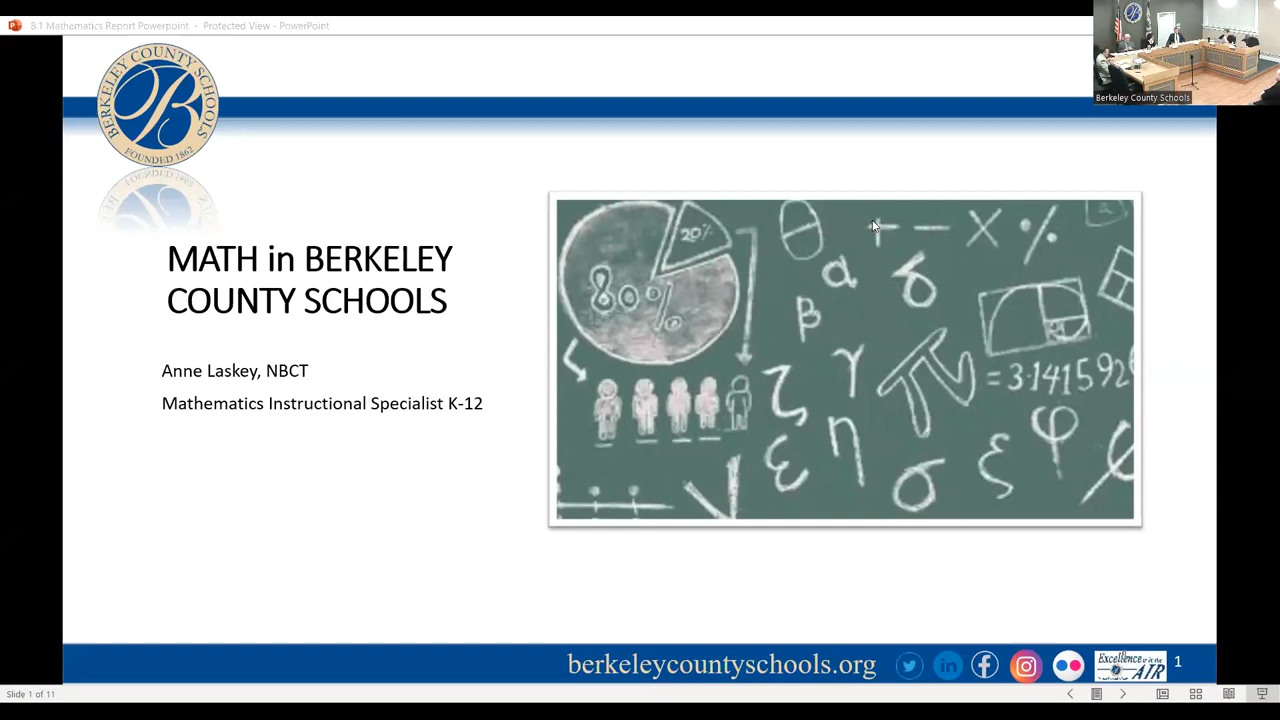 8.1 Mathematics Report Powerpoint - Protected View - PowerPoint
Berkeley County Schools
BERKELEY COUNTY SCHOOLS
B
FOUNDED 1862
MATH in BERKELEY
COUNTY SCHOOLS
Anne Laskey, NBCT
Mathematics Instructional Specialist K-12
20%
80%
θ + − × %
α δ
β
γ π =3.141592
ζ
ε η σ ξ φ
berkeleycountyschools.org
Excellence
AIR
1
Slide 1 of 11